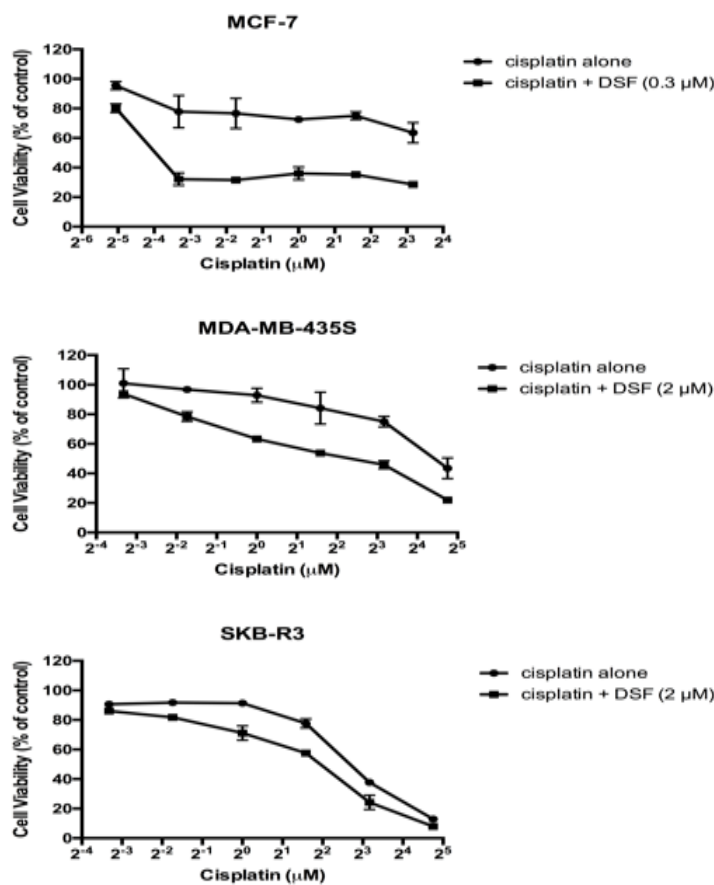 MCF-7
120
100
80
60
40
20
0
Cell Viability (% of control)
2⁻⁶ 2⁻⁵ 2⁻⁴ 2⁻³ 2⁻² 2⁻¹ 2⁰ 2¹ 2² 2³ 2⁴
Cisplatin (μM)
cisplatin alone
cisplatin + DSF (0.3 μM)
MDA-MB-435S
120
100
80
60
40
20
0
Cell Viability (% of control)
2⁻⁴ 2⁻³ 2⁻² 2⁻¹ 2⁰ 2¹ 2² 2³ 2⁴ 2⁵
Cisplatin (μM)
cisplatin alone
cisplatin + DSF (2 μM)
SKB-R3
120
100
80
60
40
20
0
Cell Viability (% of control)
2⁻⁴ 2⁻³ 2⁻² 2⁻¹ 2⁰ 2¹ 2² 2³ 2⁴ 2⁵
Cisplatin (μM)
cisplatin alone
cisplatin + DSF (2 μM)